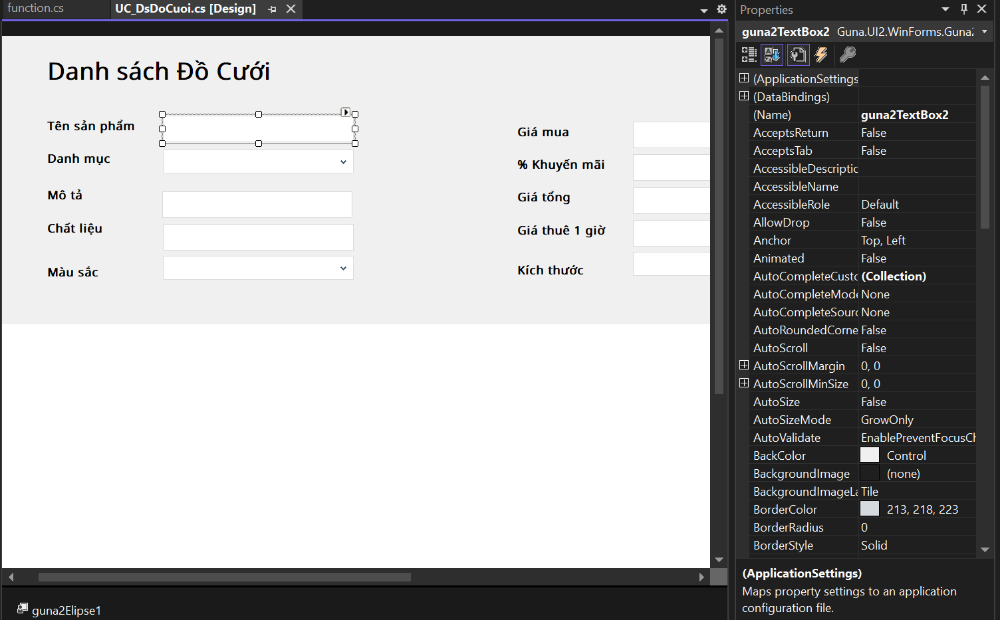 function.cs
UC_DsDoCuoi.cs [Design]
Danh sách Đồ Cưới
Tên sản phẩm
Danh mục
Mô tả
Chất liệu
Màu sắc
Giá mua
% Khuyến mãi
Giá tổng
Giá thuê 1 giờ
Kích thước
guna2Elipse1
Properties
guna2TextBox2 Guna.UI2.WinForms.Guna2
(ApplicationSettings
(DataBindings)
(Name) guna2TextBox2
AcceptsReturn False
AcceptsTab False
AccessibleDescriptic
AccessibleName
AccessibleRole Default
AllowDrop False
Anchor Top, Left
Animated False
AutoCompleteCustc (Collection)
AutoCompleteMode None
AutoCompleteSourc None
AutoRoundedCorne False
AutoScroll False
AutoScrollMargin 0, 0
AutoScrollMinSize 0, 0
AutoSize False
AutoSizeMode GrowOnly
AutoValidate EnablePreventFocusCh
BackColor Control
BackgroundImage (none)
BackgroundImageLa Tile
BorderColor 213, 218, 223
BorderRadius 0
BorderStyle Solid
(ApplicationSettings)
Maps property settings to an application
configuration file.